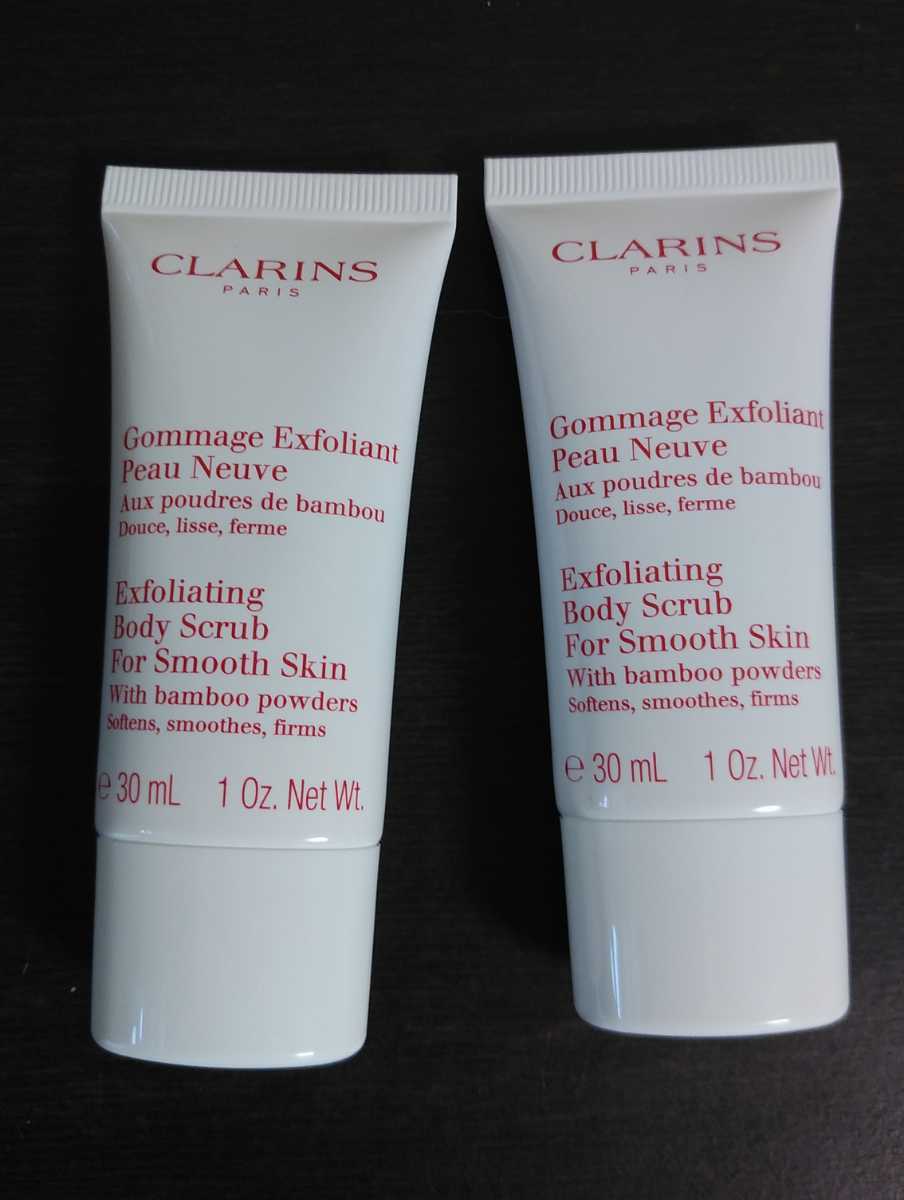 CLARINS
PARIS
Gommage Exfoliant
Peau Neuve
Aux poudres de bambou
Douce, lisse, ferme
Exfoliating
Body Scrub
For Smooth Skin
With bamboo powders
Softens, smoothes, firms
℮ 30 mL 1 Oz. Net Wt.
CLARINS
PARIS
Gommage Exfoliant
Peau Neuve
Aux poudres de bambou
Douce, lisse, ferme
Exfoliating
Body Scrub
For Smooth Skin
With bamboo powders
Softens, smoothes, firms
℮ 30 mL 1 Oz. Net Wt.